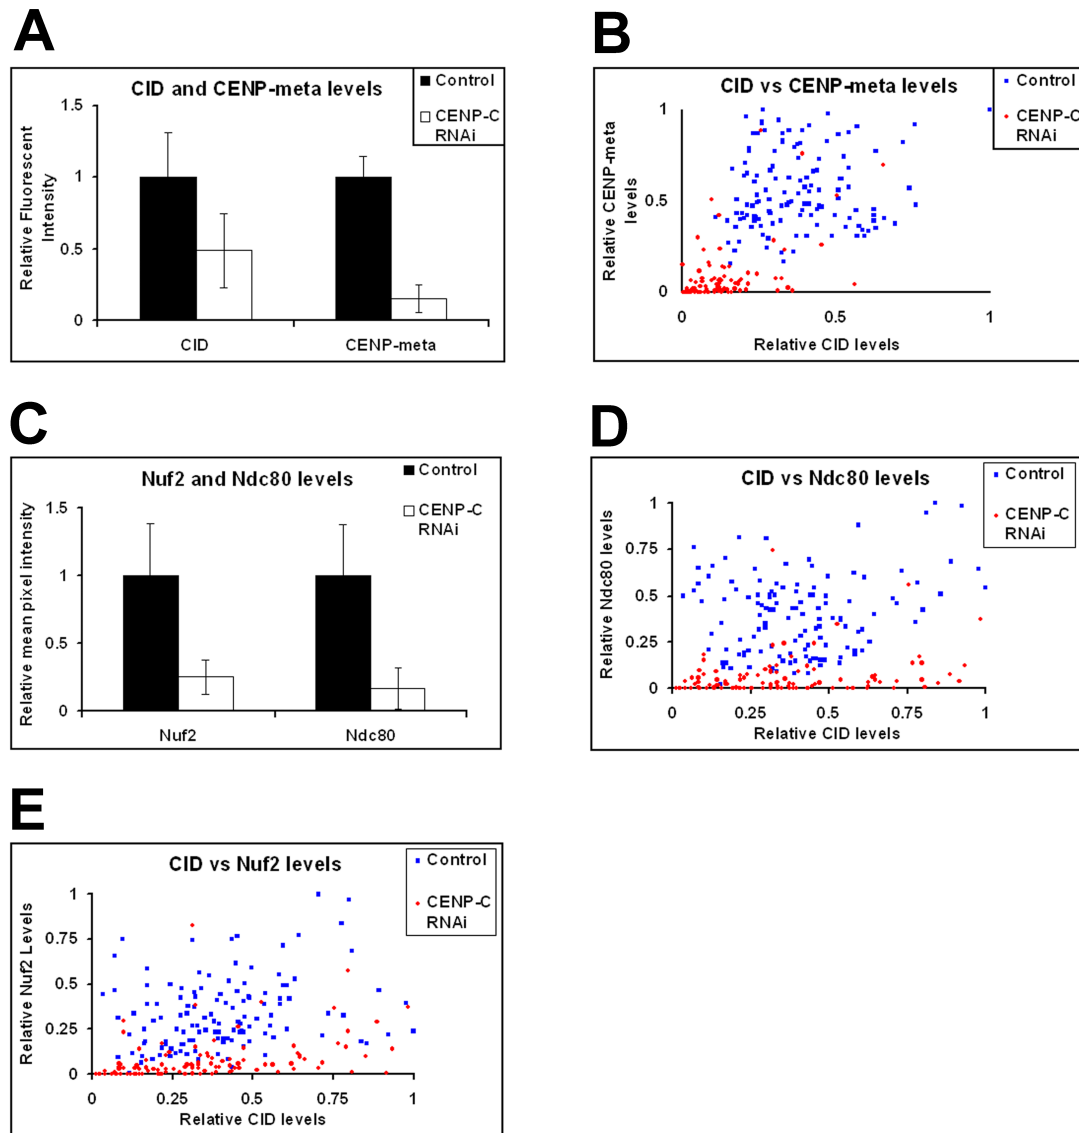 A
CID and CENP-meta levels
Control
CENP-C
RNAi
Relative Fluorescent
Intensity
1.5
1
0.5
0
CID
CENP-meta
B
CID vs CENP-meta levels
Control
CENP-C
RNAi
Relative CENP-meta
levels
1
0.5
0
0
0.5
1
Relative CID levels
C
Nuf2 and Ndc80 levels
Control
CENP-C
RNAi
Relative mean pixel intensity
1.5
1
0.5
0
Nuf2
Ndc80
D
CID vs Ndc80 levels
Control
CENP-C
RNAi
Relative Ndc80 levels
1
0.75
0.5
0.25
0
0
0.25
0.5
0.75
1
Relative CID levels
E
CID vs Nuf2 levels
Control
CENP-C
RNAi
Relative Nuf2 Levels
1
0.75
0.5
0.25
0
0
0.25
0.5
0.75
1
Relative CID levels